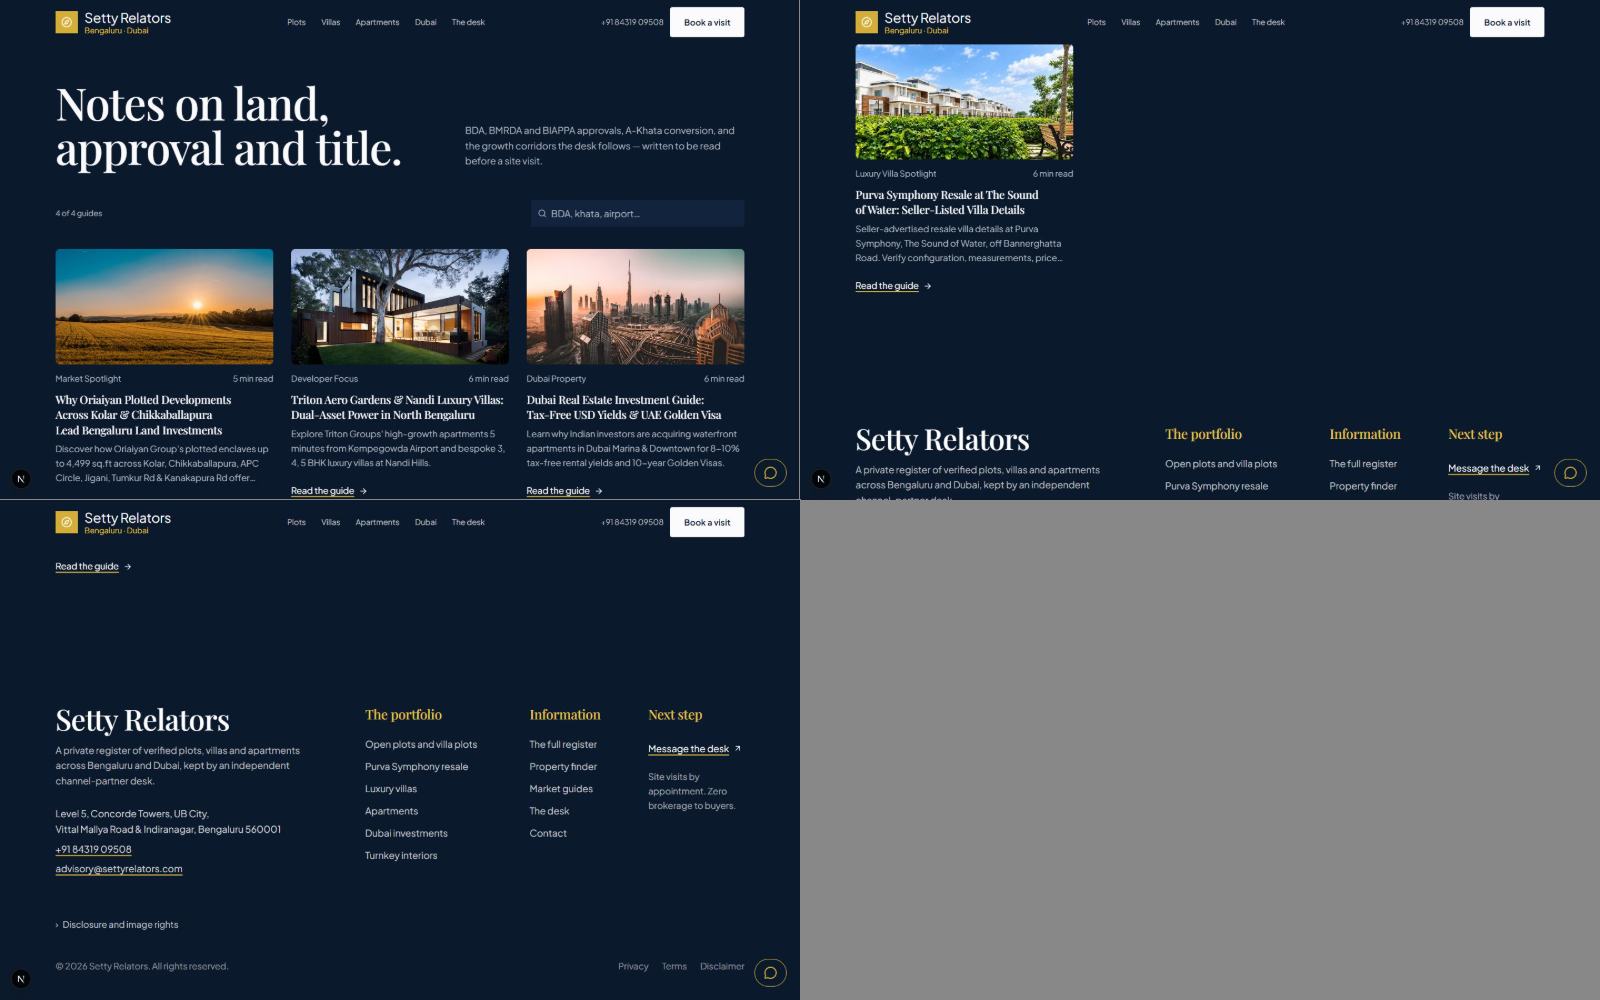 Setty Relators
Bengaluru · Dubai
Plots Villas Apartments Dubai The desk
+91 84319 09508
Book a visit
Notes on land,
approval and title.
BDA, BMRDA and BIAPPA approvals, A-Khata conversion, and
the growth corridors the desk follows — written to be read
before a site visit.
4 of 4 guides
BDA, khata, airport...
Market Spotlight 5 min read
Why Oriaiyan Plotted Developments
Across Kolar & Chikkaballapura
Lead Bengaluru Land Investments
Discover how Oriaiyan Group's plotted enclaves up
to 4,499 sq.ft across Kolar, Chikkaballapura, APC
Circle, Jigani, Tumkur Rd & Kanakapura Rd offer...
Developer Focus 6 min read
Triton Aero Gardens & Nandi Luxury Villas:
Dual-Asset Power in North Bengaluru
Explore Triton Groups' high-growth apartments 5
minutes from Kempegowda Airport and bespoke 3,
4, 5 BHK luxury villas at Nandi Hills.
Read the guide →
Dubai Property 6 min read
Dubai Real Estate Investment Guide:
Tax-Free USD Yields & UAE Golden Visa
Learn why Indian investors are acquiring waterfront
apartments in Dubai Marina & Downtown for 8–10%
tax-free rental yields and 10-year Golden Visas.
Read the guide →
N
Setty Relators
Bengaluru · Dubai
Plots Villas Apartments Dubai The desk
+91 84319 09508
Book a visit
Luxury Villa Spotlight 6 min read
Purva Symphony Resale at The Sound
of Water: Seller-Listed Villa Details
Seller-advertised resale villa details at Purva
Symphony, The Sound of Water, off Bannerghatta
Road. Verify configuration, measurements, price...
Read the guide →
Setty Relators
A private register of verified plots, villas and apartments
across Bengaluru and Dubai, kept by an independent
channel-partner desk.
The portfolio
Open plots and villa plots
Purva Symphony resale
Information
The full register
Property finder
Next step
Message the desk ↗
Site visits by
N
Setty Relators
Bengaluru · Dubai
Plots Villas Apartments Dubai The desk
+91 84319 09508
Book a visit
Read the guide →
Setty Relators
A private register of verified plots, villas and apartments
across Bengaluru and Dubai, kept by an independent
channel-partner desk.
Level 5, Concorde Towers, UB City,
Vittal Mallya Road & Indiranagar, Bengaluru 560001
+91 84319 09508
advisory@settyrelators.com
The portfolio
Open plots and villa plots
Purva Symphony resale
Luxury villas
Apartments
Dubai investments
Turnkey interiors
Information
The full register
Property finder
Market guides
The desk
Contact
Next step
Message the desk ↗
Site visits by
appointment. Zero
brokerage to buyers.
› Disclosure and image rights
© 2026 Setty Relators. All rights reserved.
Privacy Terms Disclaimer
N